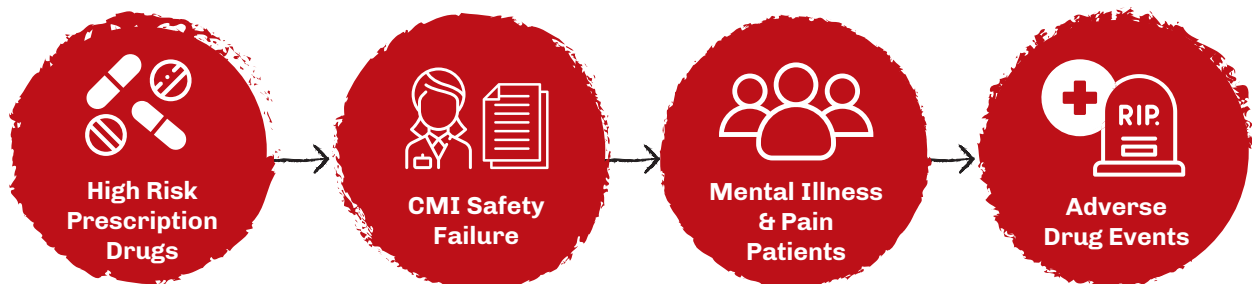 High Risk
Prescription
Drugs
CMI Safety
Failure
Mental Illness
& Pain
Patients
RIP.
Adverse
Drug Events